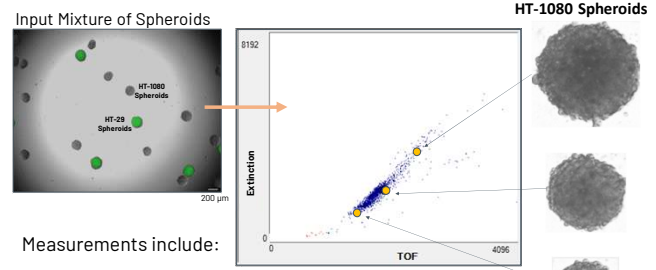 HT-1080 Spheroids
Input Mixture of Spheroids
8192
HT-1080
Spheroids
HT-29
Spheroids
200 µm
Extinction
Measurements include:
0
0
4096
TOF